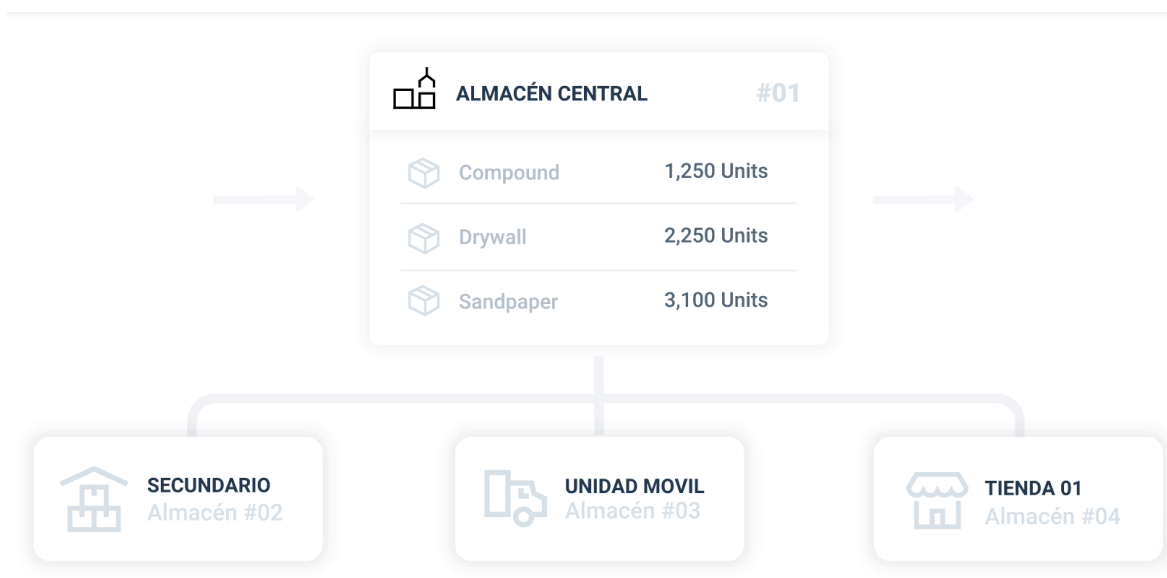 ALMACÉN CENTRAL #01
Compound 1,250 Units
Drywall 2,250 Units
Sandpaper 3,100 Units
SECUNDARIO
Almacén #02
UNIDAD MOVIL
Almacén #03
TIENDA 01
Almacén #04